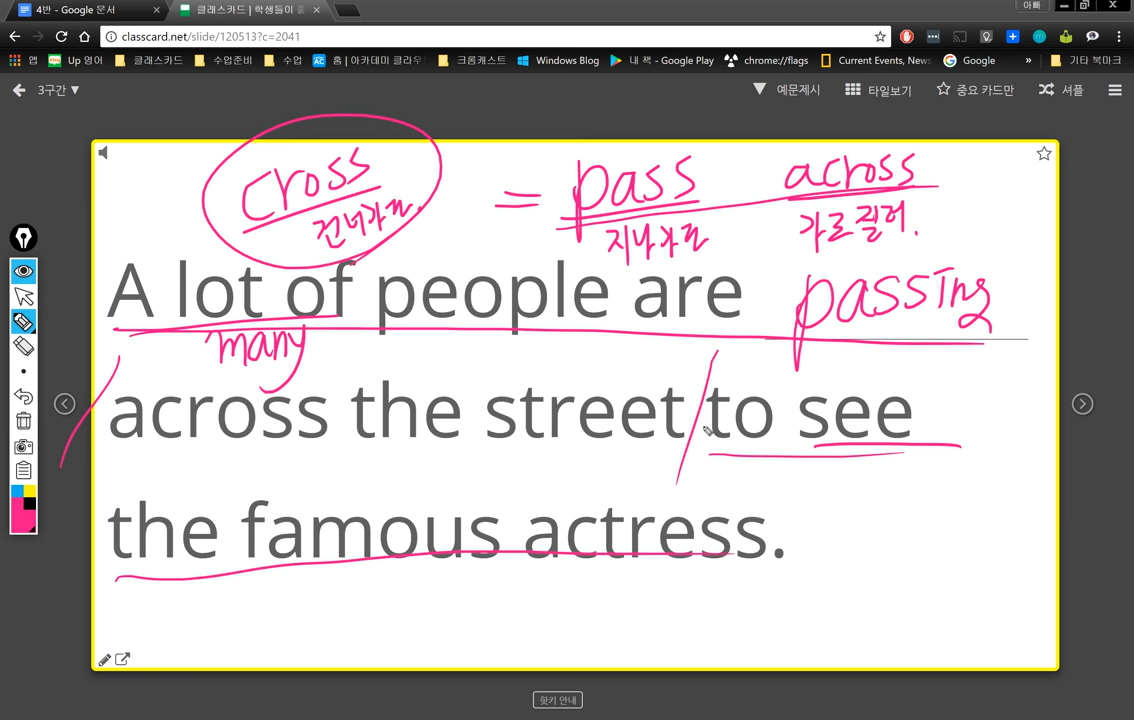 4반 - Google 문서
클래스카드 | 학생들이
아빠
classcard.net/slide/120513?c=2041
앱 Up 영어 클래스카드 수업준비 수업 홈 | 아카데미 클라우 크롬캐스트 Windows Blog 내 책 - Google Play chrome://flags Current Events, News Google » 기타 북마크
3구간 ▼ ▼ 예문제시 타일보기 중요 카드만 셔플
cross = pass across
건너가다. 지나가다 가로질러.
A lot of people are passing
many
across the street / to see
the famous actress.
핫키 안내